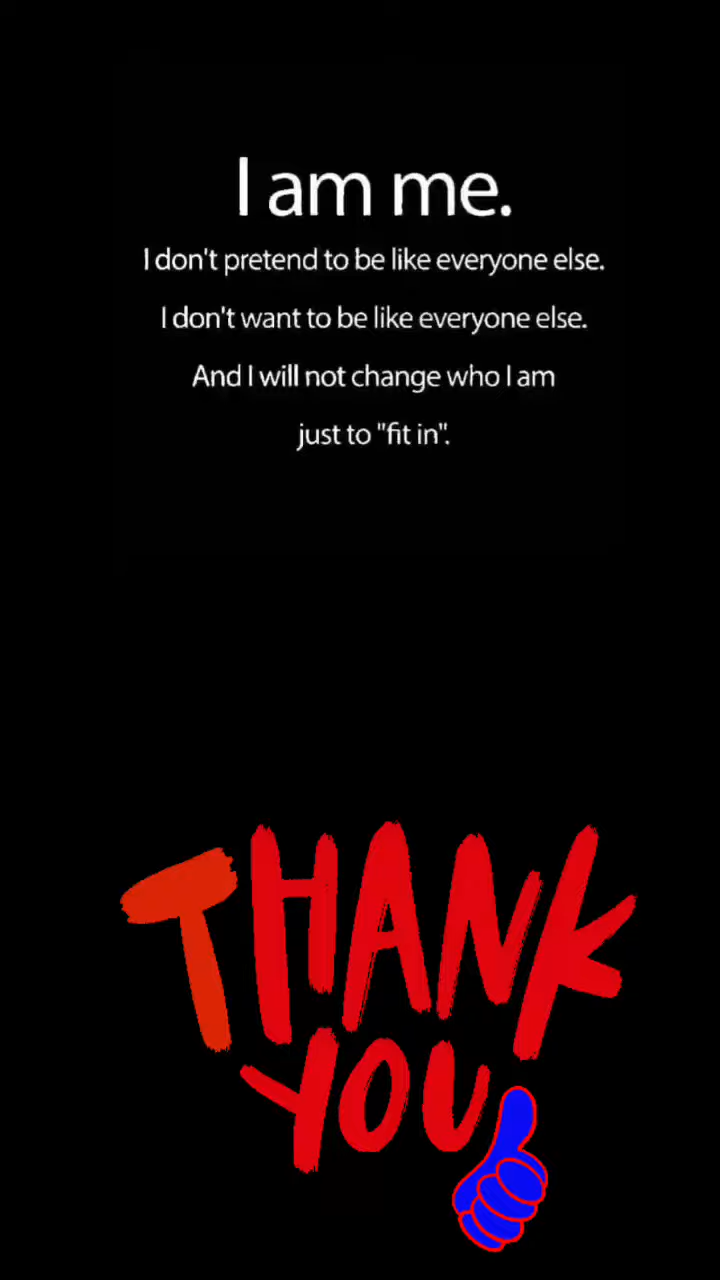 I am me.
I don't pretend to be like everyone else.
I don't want to be like everyone else.
And I will not change who I am
just to "fit in".
THANK
YOU